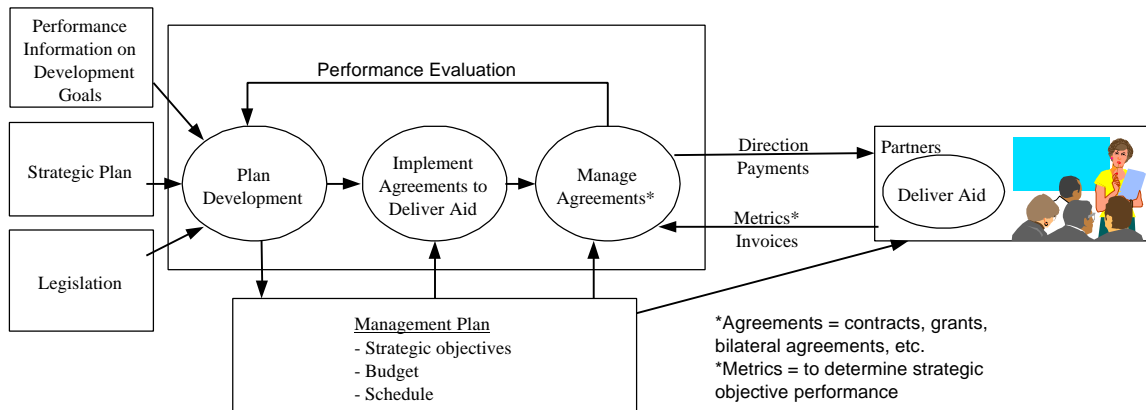 Performance
Information on
Development
Goals
Strategic Plan
Legislation
Performance Evaluation
Plan
Development
Implement
Agreements to
Deliver Aid
Manage
Agreements*
Direction
Payments
Metrics*
Invoices
Partners
Deliver Aid
Management Plan
- Strategic objectives
- Budget
- Schedule
*Agreements = contracts, grants,
bilateral agreements, etc.
*Metrics = to determine strategic
objective performance